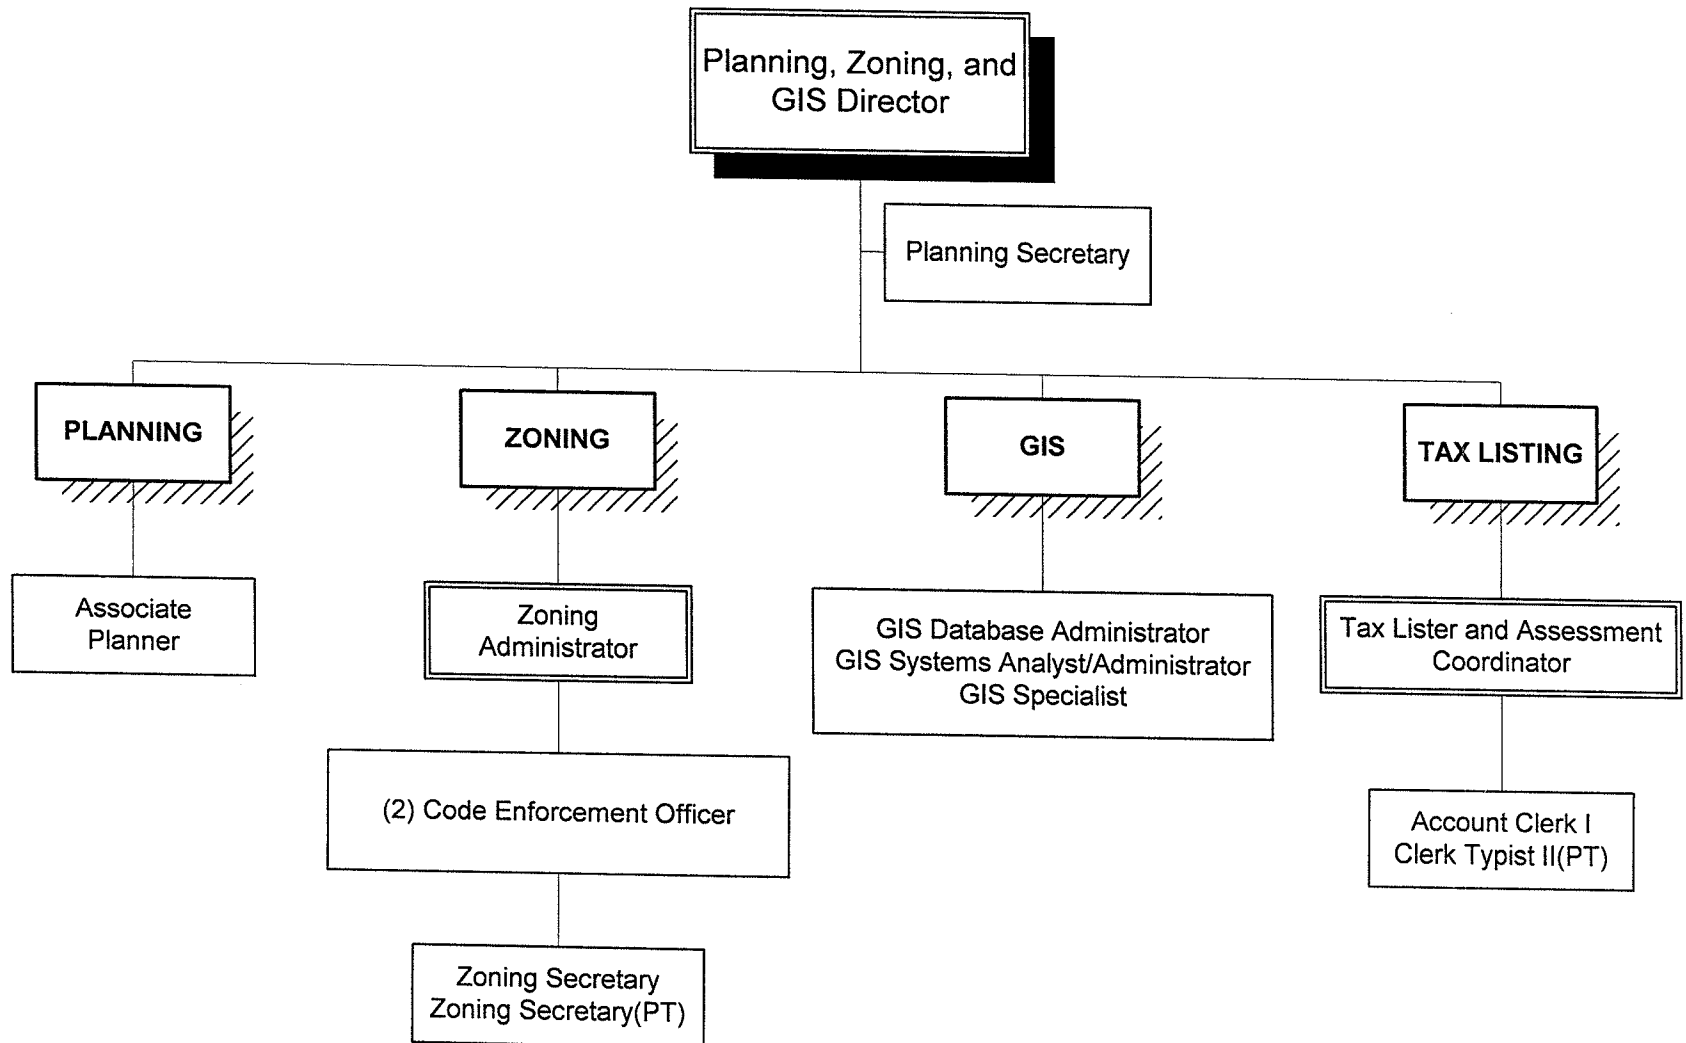 Planning, Zoning, and
GIS Director
Planning Secretary
PLANNING
ZONING
GIS
TAX LISTING
Associate
Planner
Zoning
Administrator
GIS Database Administrator
GIS Systems Analyst/Administrator
GIS Specialist
Tax Lister and Assessment
Coordinator
(2) Code Enforcement Officer
Account Clerk I
Clerk Typist II(PT)
Zoning Secretary
Zoning Secretary(PT)